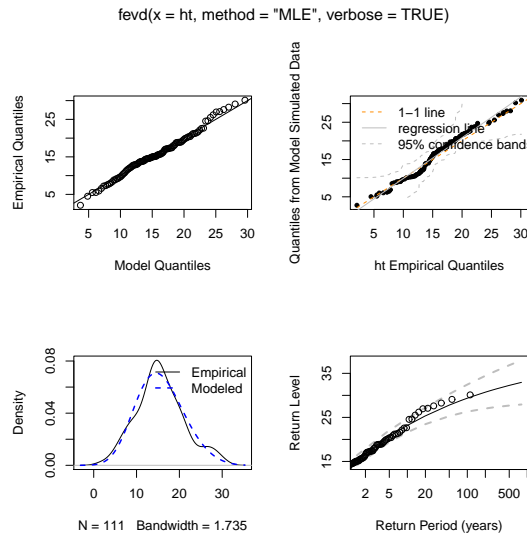 fevd(x = ht, method = "MLE", verbose = TRUE)
Empirical Quantiles
5
15
25
5 10 15 20 25 30
Model Quantiles
Quantiles from Model Simulated Data
5
15
25
1−1 line
regression line
95% confidence bands
5 10 15 20 25 30
ht Empirical Quantiles
Density
0.00
0.04
0.08
Empirical
Modeled
0 10 20 30
N = 111 Bandwidth = 1.735
Return Level
15
25
35
2 5 20 100 500
Return Period (years)